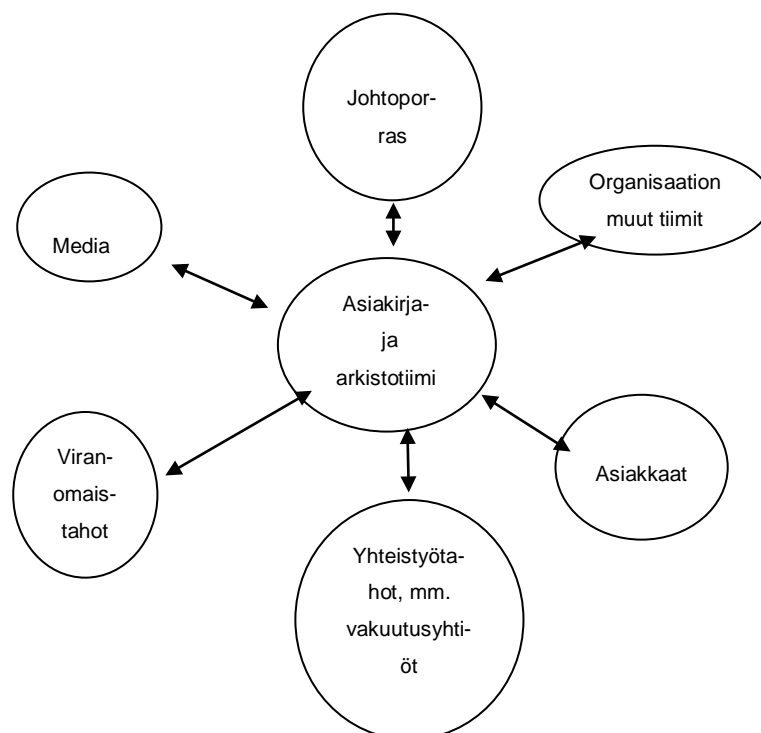 Johtopor-
ras
Organisaation
muut tiimit
Media
Asiakirja-
ja
arkistotiimi
Viran-
omais-
tahot
Asiakkaat
Yhteistyöta-
hot, mm.
vakuutusyhti-
öt